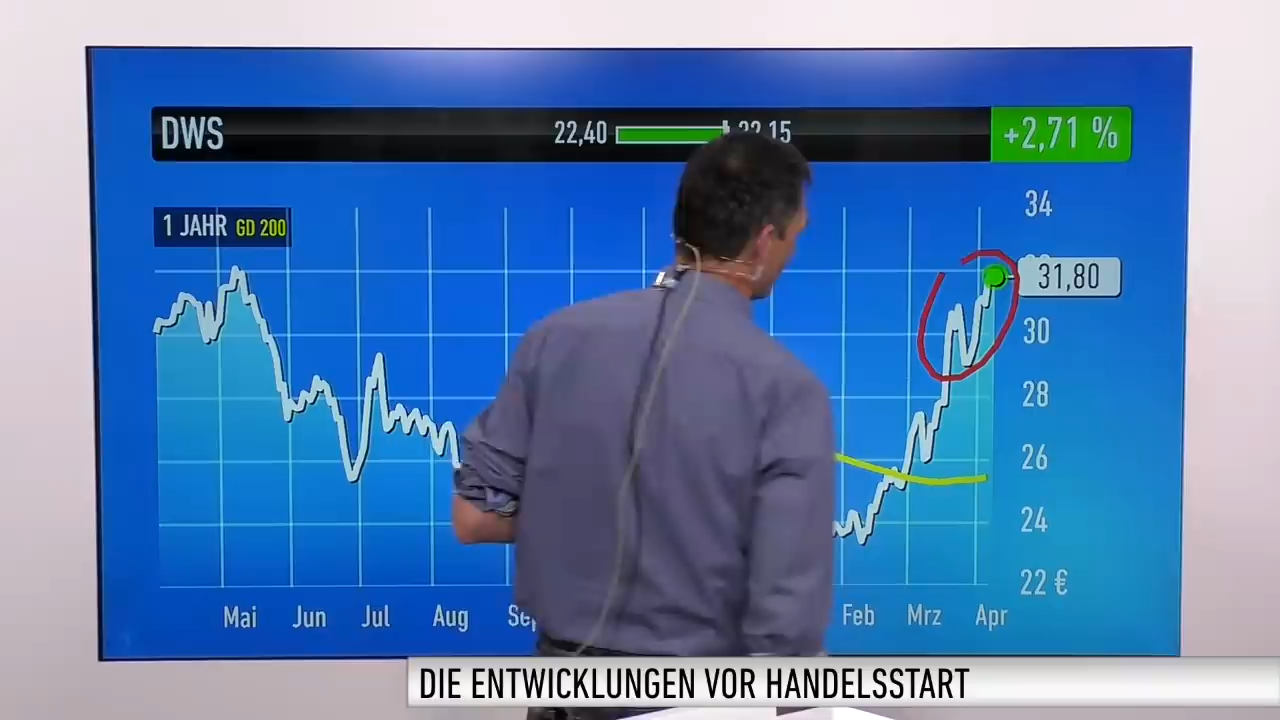 DWS
22,40
+2,71 %
1 JAHR GD 200
34
31,80
30
28
26
24
22 €
Mai Jun Jul Aug Feb Mrz Apr
DIE ENTWICKLUNGEN VOR HANDELSSTART